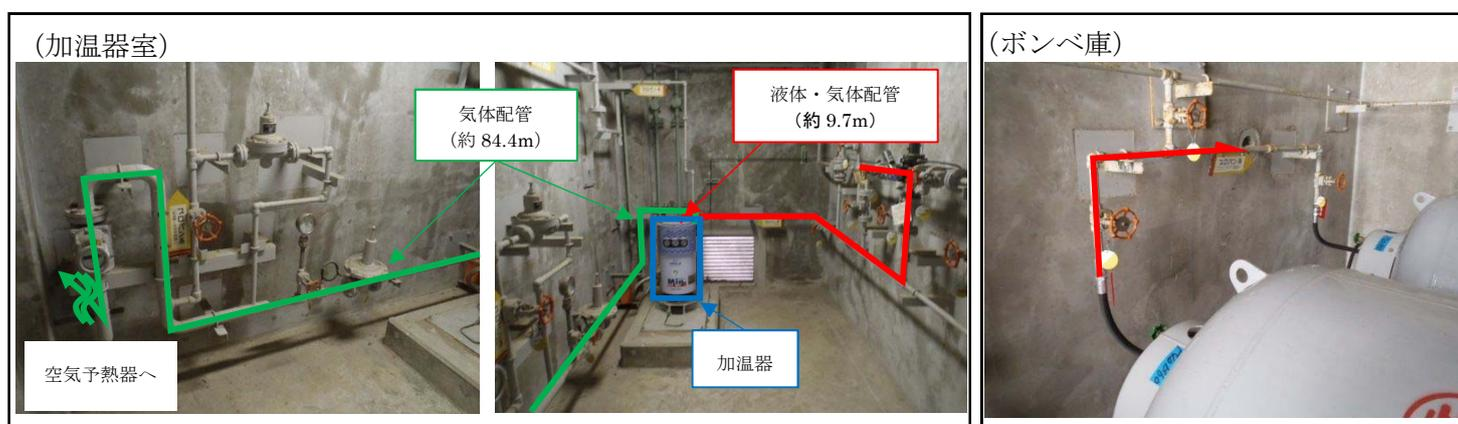 （加温器室）
気体配管
（約 84.4m）
液体・気体配管
（約 9.7m）
空気予熱器へ
加温器
（ボンベ庫）